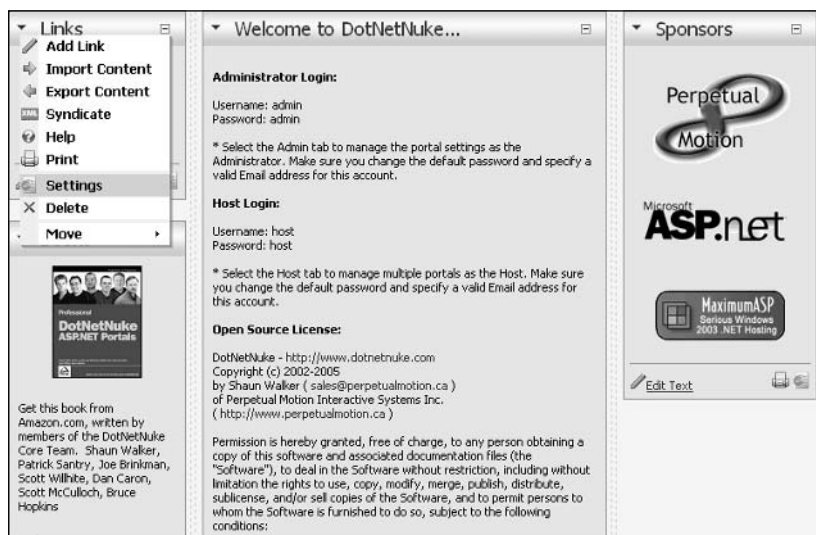 Links
Add Link
Import Content
Export Content
Syndicate
Help
Print
Settings
Delete
Move
Professional
DotNetNuke
ASP.NET Portals
Get this book from
Amazon.com, written by
members of the DotNetNuke
Core Team. Shaun Walker,
Patrick Santry, Joe Brinkman,
Scott Willhite, Dan Caron,
Scott McCulloch, Bruce
Hopkins
Welcome to DotNetNuke...
Administrator Login:
Username: admin
Password: admin
* Select the Admin tab to manage the portal settings as the
Administrator. Make sure you change the default password and specify a
valid Email address for this account.
Host Login:
Username: host
Password: host
* Select the Host tab to manage multiple portals as the Host. Make sure
you change the default password and specify a valid Email address for
this account.
Open Source License:
DotNetNuke - http://www.dotnetnuke.com
Copyright (c) 2002-2005
by Shaun Walker ( sales@perpetualmotion.ca )
of Perpetual Motion Interactive Systems Inc.
( http://www.perpetualmotion.ca )
Permission is hereby granted, free of charge, to any person obtaining a
copy of this software and associated documentation files (the
"Software"), to deal in the Software without restriction, including without
limitation the rights to use, copy, modify, merge, publish, distribute,
sublicense, and/or sell copies of the Software, and to permit persons to
whom the Software is furnished to do so, subject to the following
conditions:
Sponsors
Perpetual
Motion
Microsoft
ASP.net
MaximumASP
Serious Windows
2003 .NET Hosting
Edit Text